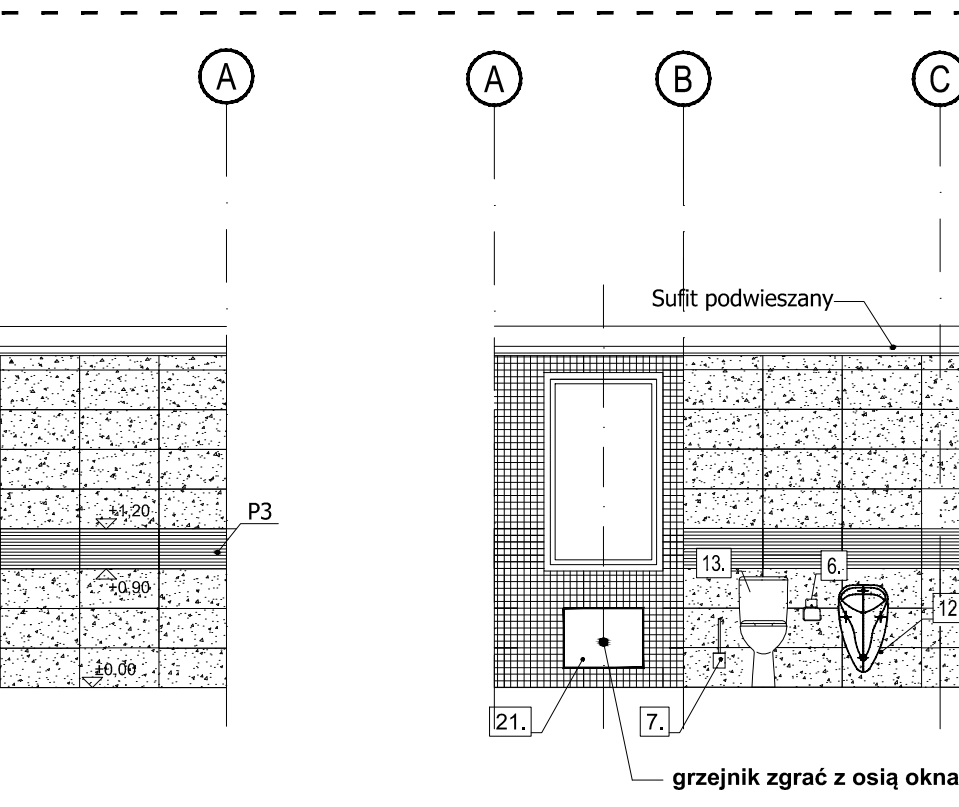 A
A
B
C
Sufit podwieszany
+1,20
P3
13.
6.
+0,90
12
±0,00
21.
7.
grzejnik zgrać z osią okna